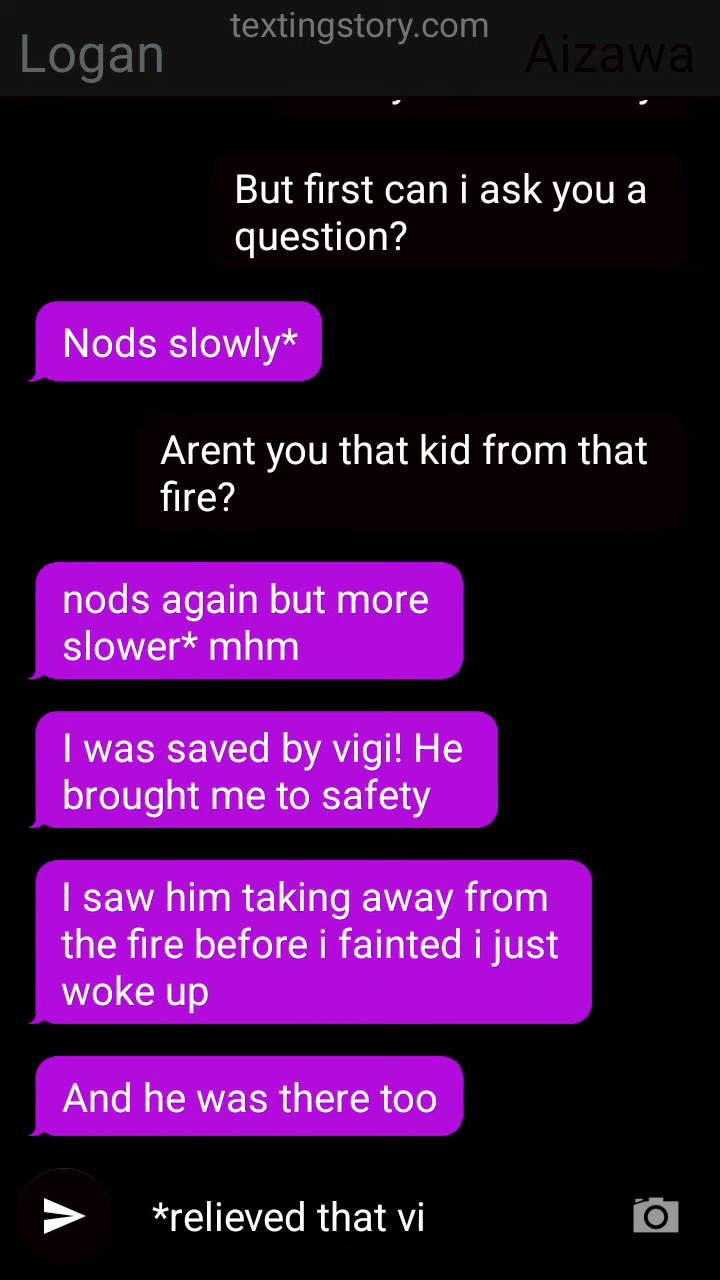 textingstory.com
Logan Aizawa
But first can i ask you a
question?
Nods slowly*
Arent you that kid from that
fire?
nods again but more
slower* mhm
I was saved by vigi! He
brought me to safety
I saw him taking away from
the fire before i fainted i just
woke up
And he was there too
*relieved that vi